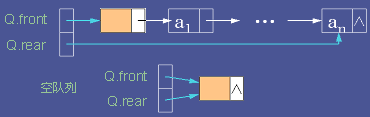 Q.front a1 … an ∧
Q.rear
空队列 Q.front ∧
Q.rear